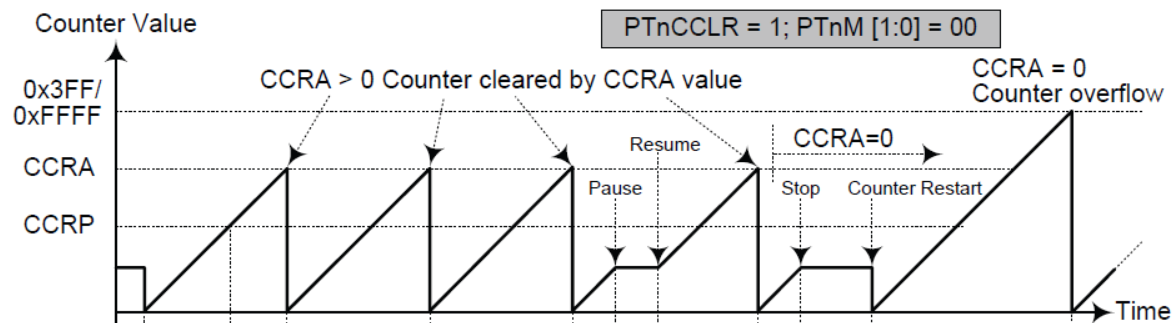 Counter Value
PTnCCLR = 1; PTnM [1:0] = 00
0x3FF/
0xFFFF
CCRA > 0 Counter cleared by CCRA value
CCRA = 0
Counter overflow
Resume
CCRA=0
CCRA
Pause
Stop
Counter Restart
CCRP
Time